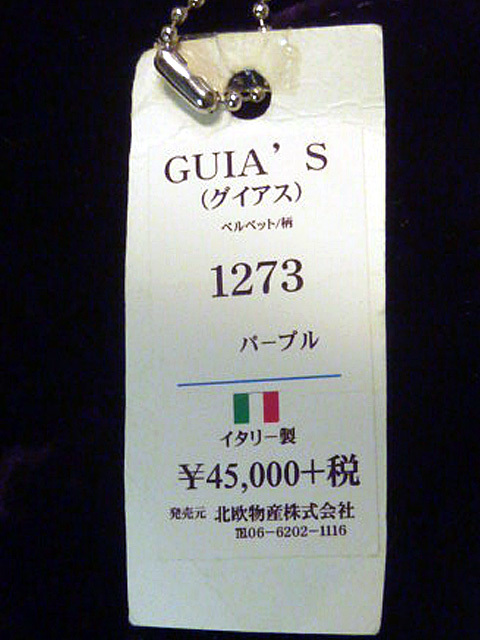 GUIA'S
(グイアス)
ベルベット/柄
1273
パープル
イタリー製
¥45,000+税
発売元 北欧物産株式会社
℡06-6202-1116